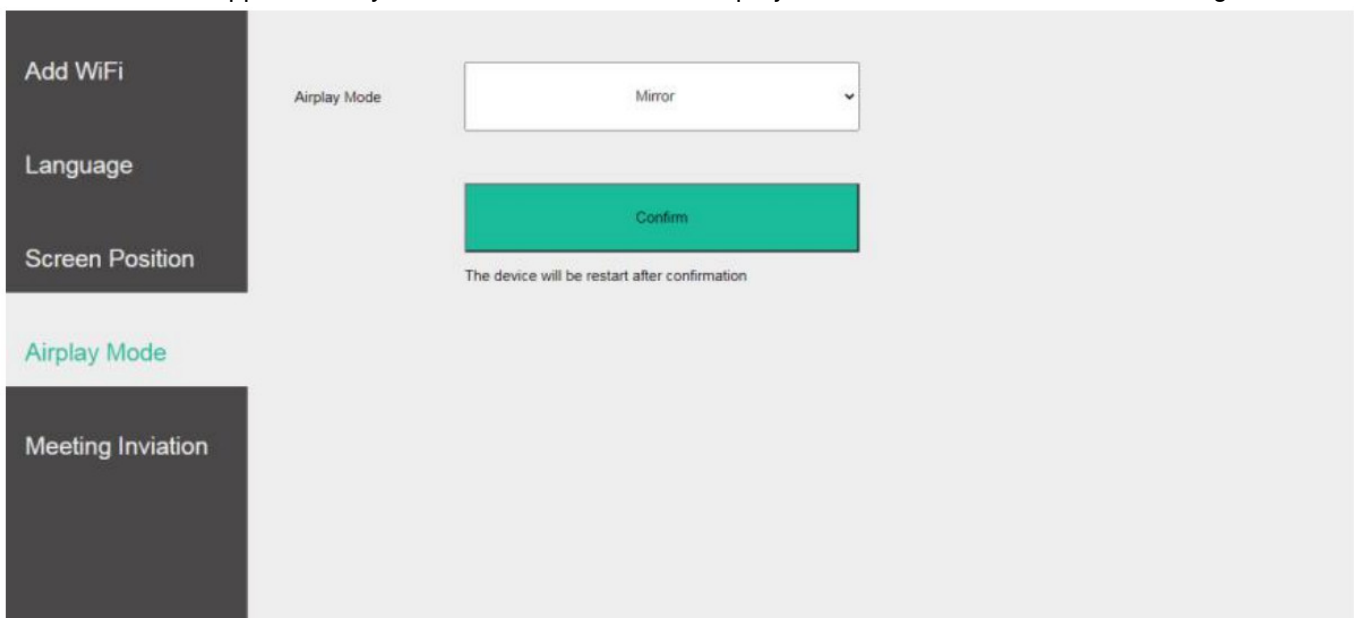 Add WiFi
Airplay Mode
Mirror
Language
Confirm
Screen Position
The device will be restart after confirmation
Airplay Mode
Meeting Inviation